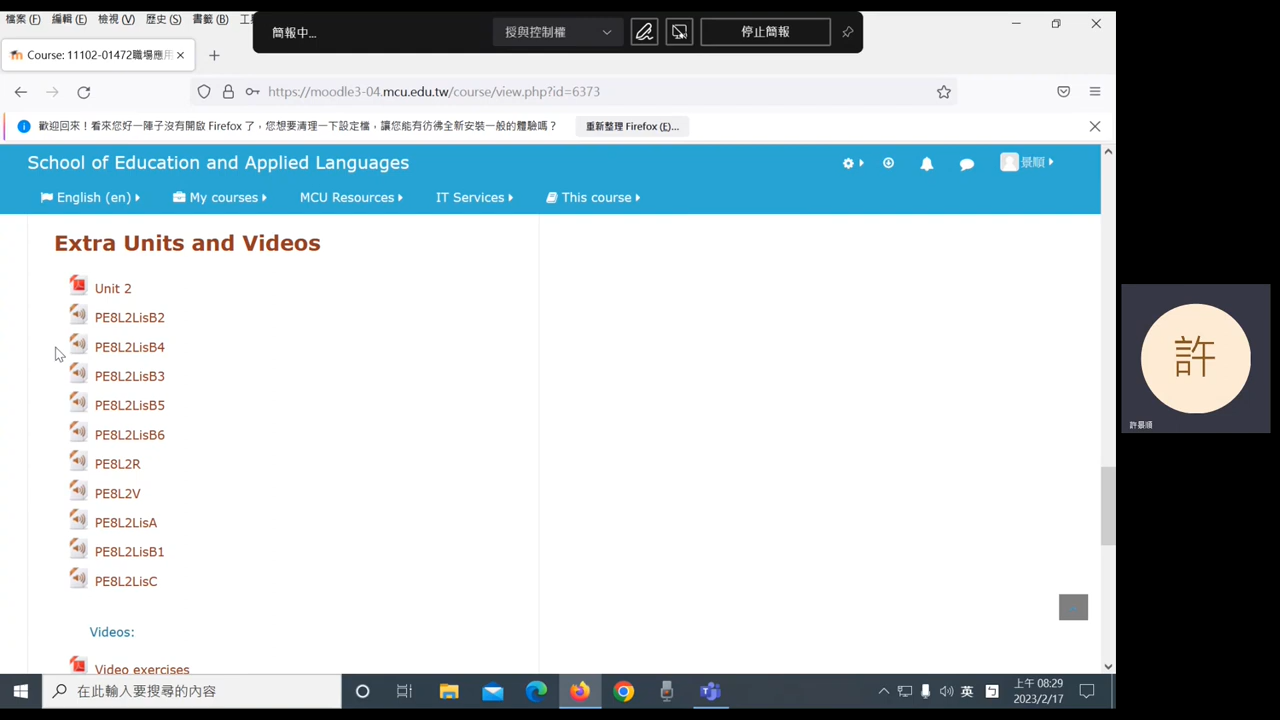 檔案 (F) 編輯 (E) 檢視 (V) 歷史 (S) 書籤 (B)
簡報中... 授與控制權 停止簡報
Course: 11102-01472職場應用
https://moodle3-04.mcu.edu.tw/course/view.php?id=6373
歡迎回來！看來您好一陣子沒有開啟 Firefox 了，您想要清理一下設定檔，讓您能有彷彿全新安裝一般的體驗嗎？ 重新整理 Firefox (E)...
School of Education and Applied Languages 景順
English (en) My courses MCU Resources IT Services This course
Extra Units and Videos
Unit 2
PE8L2LisB2
PE8L2LisB4
PE8L2LisB3
PE8L2LisB5
PE8L2LisB6
PE8L2R
PE8L2V
PE8L2LisA
PE8L2LisB1
PE8L2LisC
Videos:
Video exercises
許
許景順
在此輸入要搜尋的內容
英
上午 08:29
2023/2/17